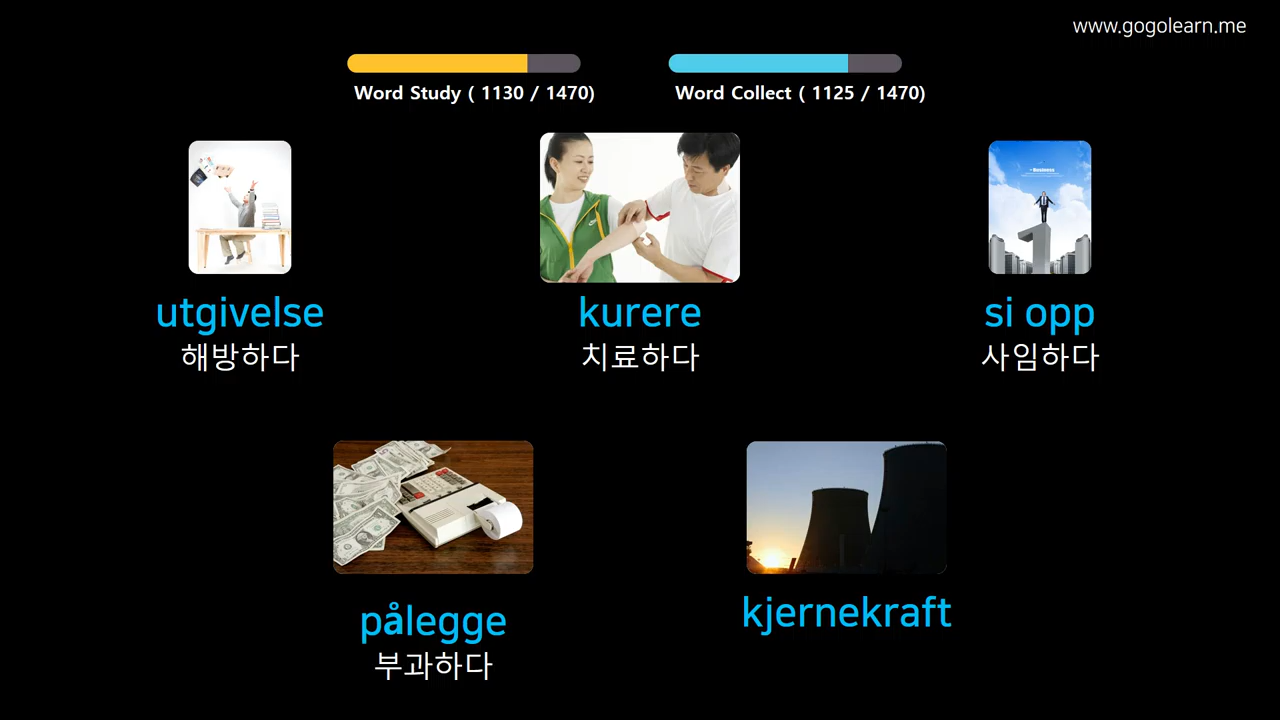 www.gogolearn.me
Word Study ( 1130 / 1470)
Word Collect ( 1125 / 1470)
utgivelse
해방하다
kurere
치료하다
si opp
사임하다
pålegge
부과하다
kjernekraft